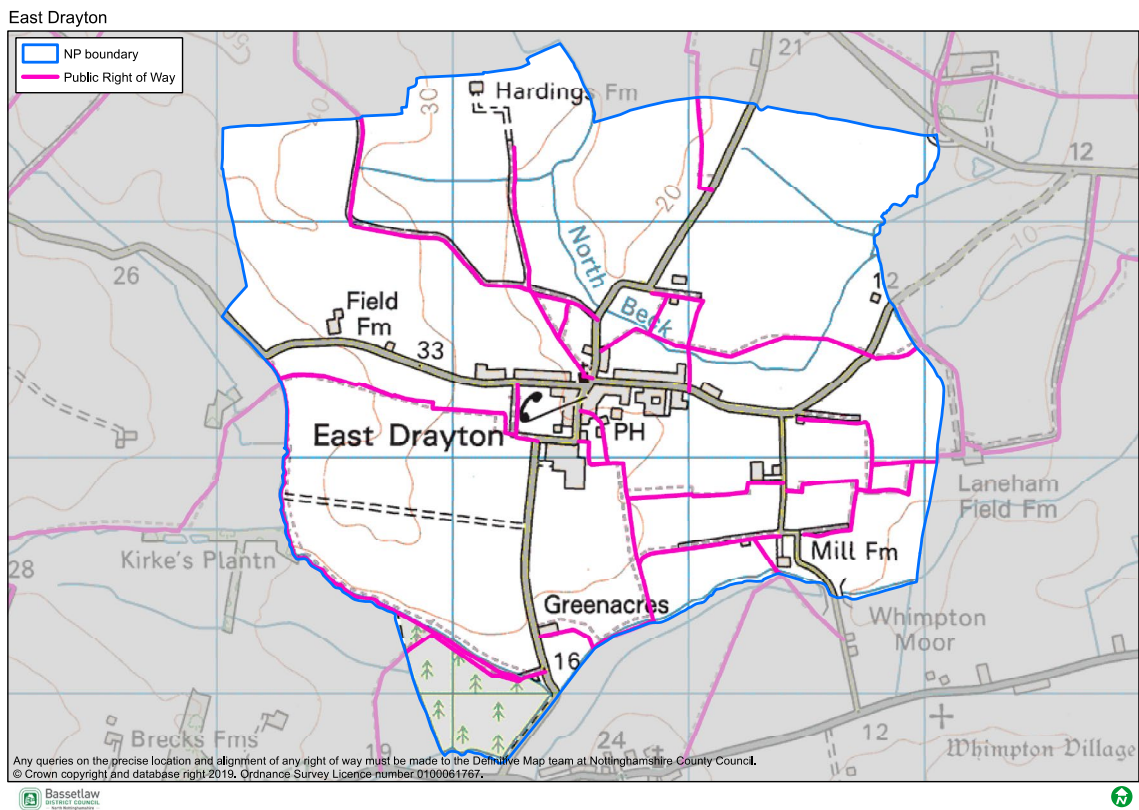 East Drayton
NP boundary
Public Right of Way
50
40
30
Hardings Fm
21
12
20
10
North
Beck
26
Field
Fm
33
12
East Drayton
PH
Laneham
Field Fm
Kirke's Plantn
28
Mill Fm
Greenacres
Whimpton
Moor
16
Brecks Fms
19
24
12
Whimpton Village
Any queries on the precise location and alignment of any right of way must be made to the Definitive Map team at Nottinghamshire County Council.
© Crown copyright and database right 2019. Ordnance Survey Licence number 0100061767.
Bassetlaw
DISTRICT COUNCIL
North Nottinghamshire
N